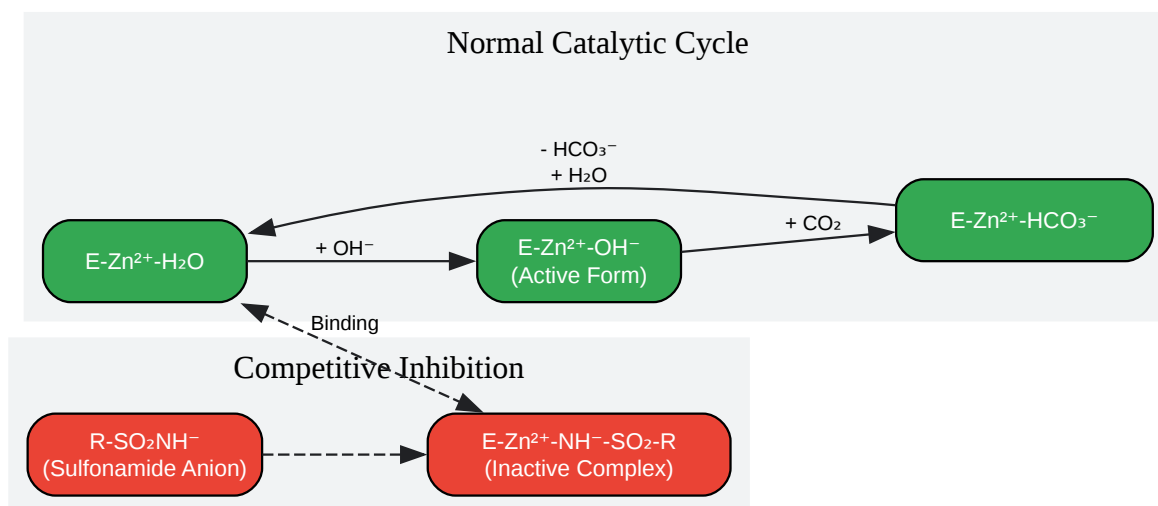 Normal Catalytic Cycle
- HCO₃⁻
+ H₂O
+ CO₂
E-Zn²⁺-HCO₃⁻
E-Zn²⁺-H₂O
+ OH⁻
E-Zn²⁺-OH⁻
(Active Form)
Binding
Competitive Inhibition
R-SO₂NH⁻
(Sulfonamide Anion)
E-Zn²⁺-NH⁻-SO₂-R
(Inactive Complex)